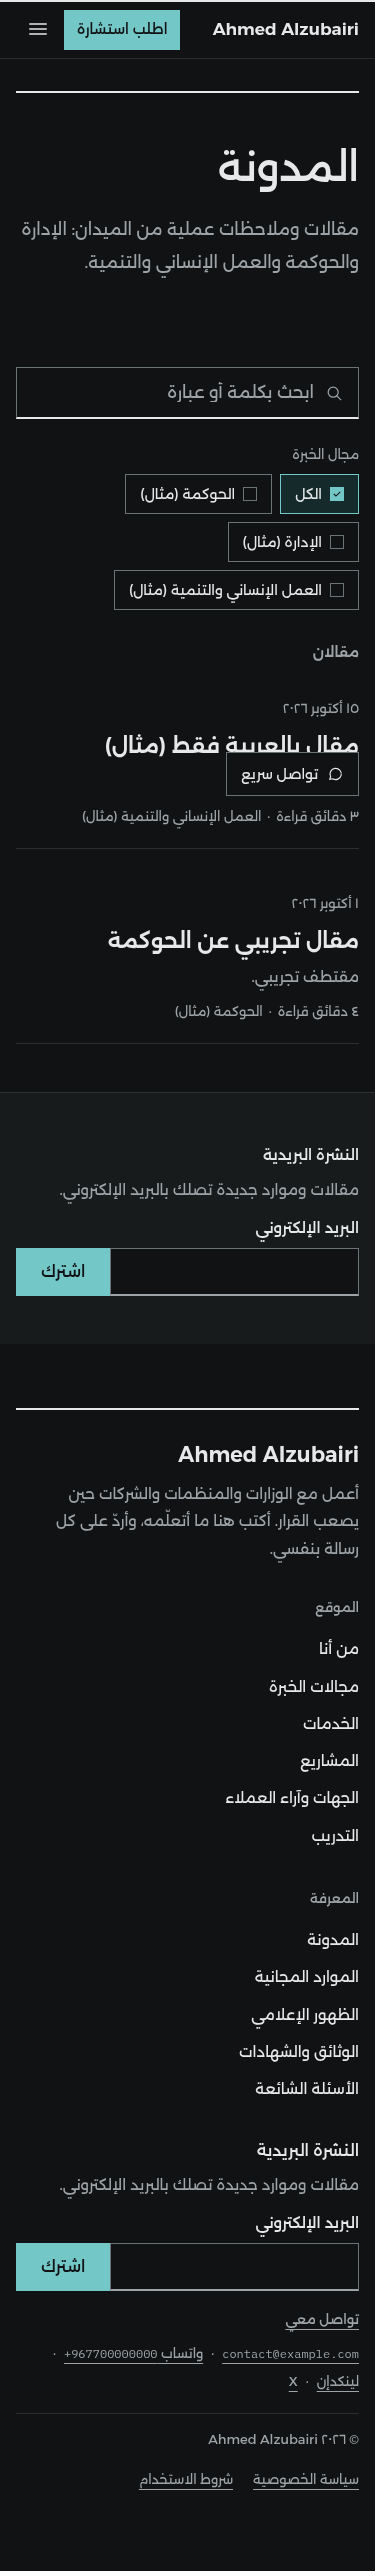 Ahmed Alzubairi
اطلب استشارة
المدونة
مقالات وملاحظات عملية من الميدان: الإدارة
والحوكمة والعمل الإنساني والتنمية.
ابحث بكلمة أو عبارة
مجال الخبرة
الكل
الحوكمة (مثال)
الإدارة (مثال)
العمل الإنساني والتنمية (مثال)
مقالان
١٥ أكتوبر ٢٠٢٦
مقال بالعربية فقط (مثال)
تواصل سريع
٣ دقائق قراءة · العمل الإنساني والتنمية (مثال)
١ أكتوبر ٢٠٢٦
مقال تجريبي عن الحوكمة
مقتطف تجريبي.
٤ دقائق قراءة · الحوكمة (مثال)
النشرة البريدية
مقالات وموارد جديدة تصلك بالبريد الإلكتروني.
البريد الإلكتروني
اشترك
Ahmed Alzubairi
أعمل مع الوزارات والمنظمات والشركات حين
يصعب القرار. أكتب هنا ما أتعلّمه، وأردّ على كل
رسالة بنفسي.
الموقع
من أنا
مجالات الخبرة
الخدمات
المشاريع
الجهات وآراء العملاء
التدريب
المعرفة
المدونة
الموارد المجانية
الظهور الإعلامي
الوثائق والشهادات
الأسئلة الشائعة
النشرة البريدية
مقالات وموارد جديدة تصلك بالبريد الإلكتروني.
البريد الإلكتروني
اشترك
تواصل معي
contact@example.com · واتساب +967700000000 ·
لينكدإن · X
© ٢٠٢٦ Ahmed Alzubairi
سياسة الخصوصية
شروط الاستخدام